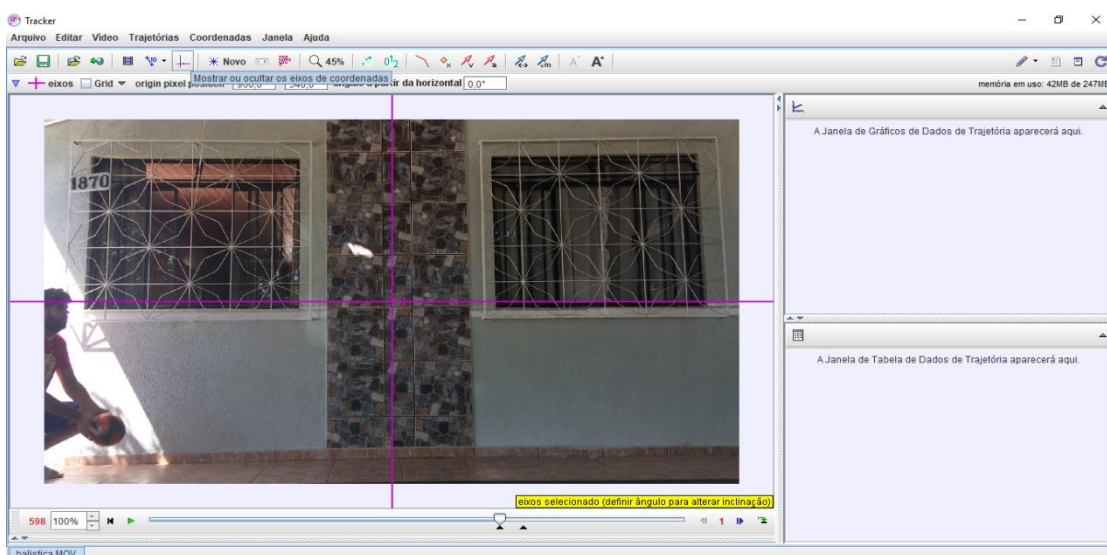 Tracker
Arquivo Editar Video Trajetórias Coordenadas Janela Ajuda
Novo 45%
Mostrar ou ocultar os eixos de coordenadas
eixos Grid origin pixel a partir da horizontal 0,0° memória em uso: 42MB de 247MB
A Janela de Gráficos de Dados de Trajetória aparecerá aqui.
1870
A Janela de Tabela de Dados de Trajetória aparecerá aqui.
eixos selecionado (definir ângulo para alterar inclinação)
598 100% 1
balistica.MOV